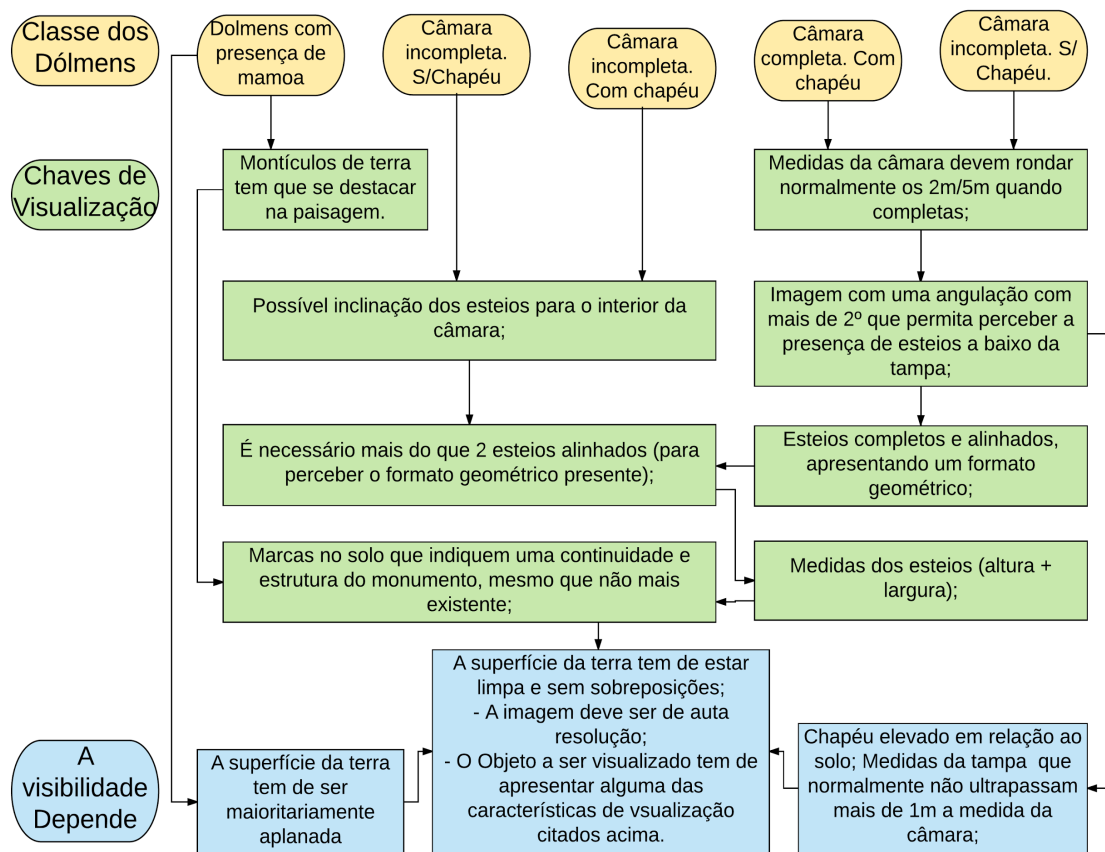 Classe dos
Dólmens
Dolmens com
presença de
mamoa
Câmara
incompleta.
S/Chapéu
Câmara
incompleta.
Com chapéu
Câmara
completa. Com
chapéu
Câmara
incompleta. S/
Chapéu.
Chaves de
Visualização
Montículos de terra
tem que se destacar
na paisagem.
Medidas da câmara devem rondar
normalmente os 2m/5m quando
completas;
Possível inclinação dos esteios para o interior da
câmara;
Imagem com uma angulação com
mais de 2º que permita perceber a
presença de esteios a baixo da
tampa;
É necessário mais do que 2 esteios alinhados (para
perceber o formato geométrico presente);
Esteios completos e alinhados,
apresentando um formato
geométrico;
Marcas no solo que indiquem uma continuidade e
estrutura do monumento, mesmo que não mais
existente;
Medidas dos esteios (altura +
largura);
A
visibilidade
Depende
A superfície da terra
tem de ser
maioritariamente
aplanada
A superfície da terra tem de estar
limpa e sem sobreposições;
- A imagem deve ser de auta
resolução;
- O Objeto a ser visualizado tem de
apresentar alguma das
características de vsualização
citados acima.
Chapéu elevado em relação ao
solo; Medidas da tampa que
normalmente não ultrapassam
mais de 1m a medida da
câmara;